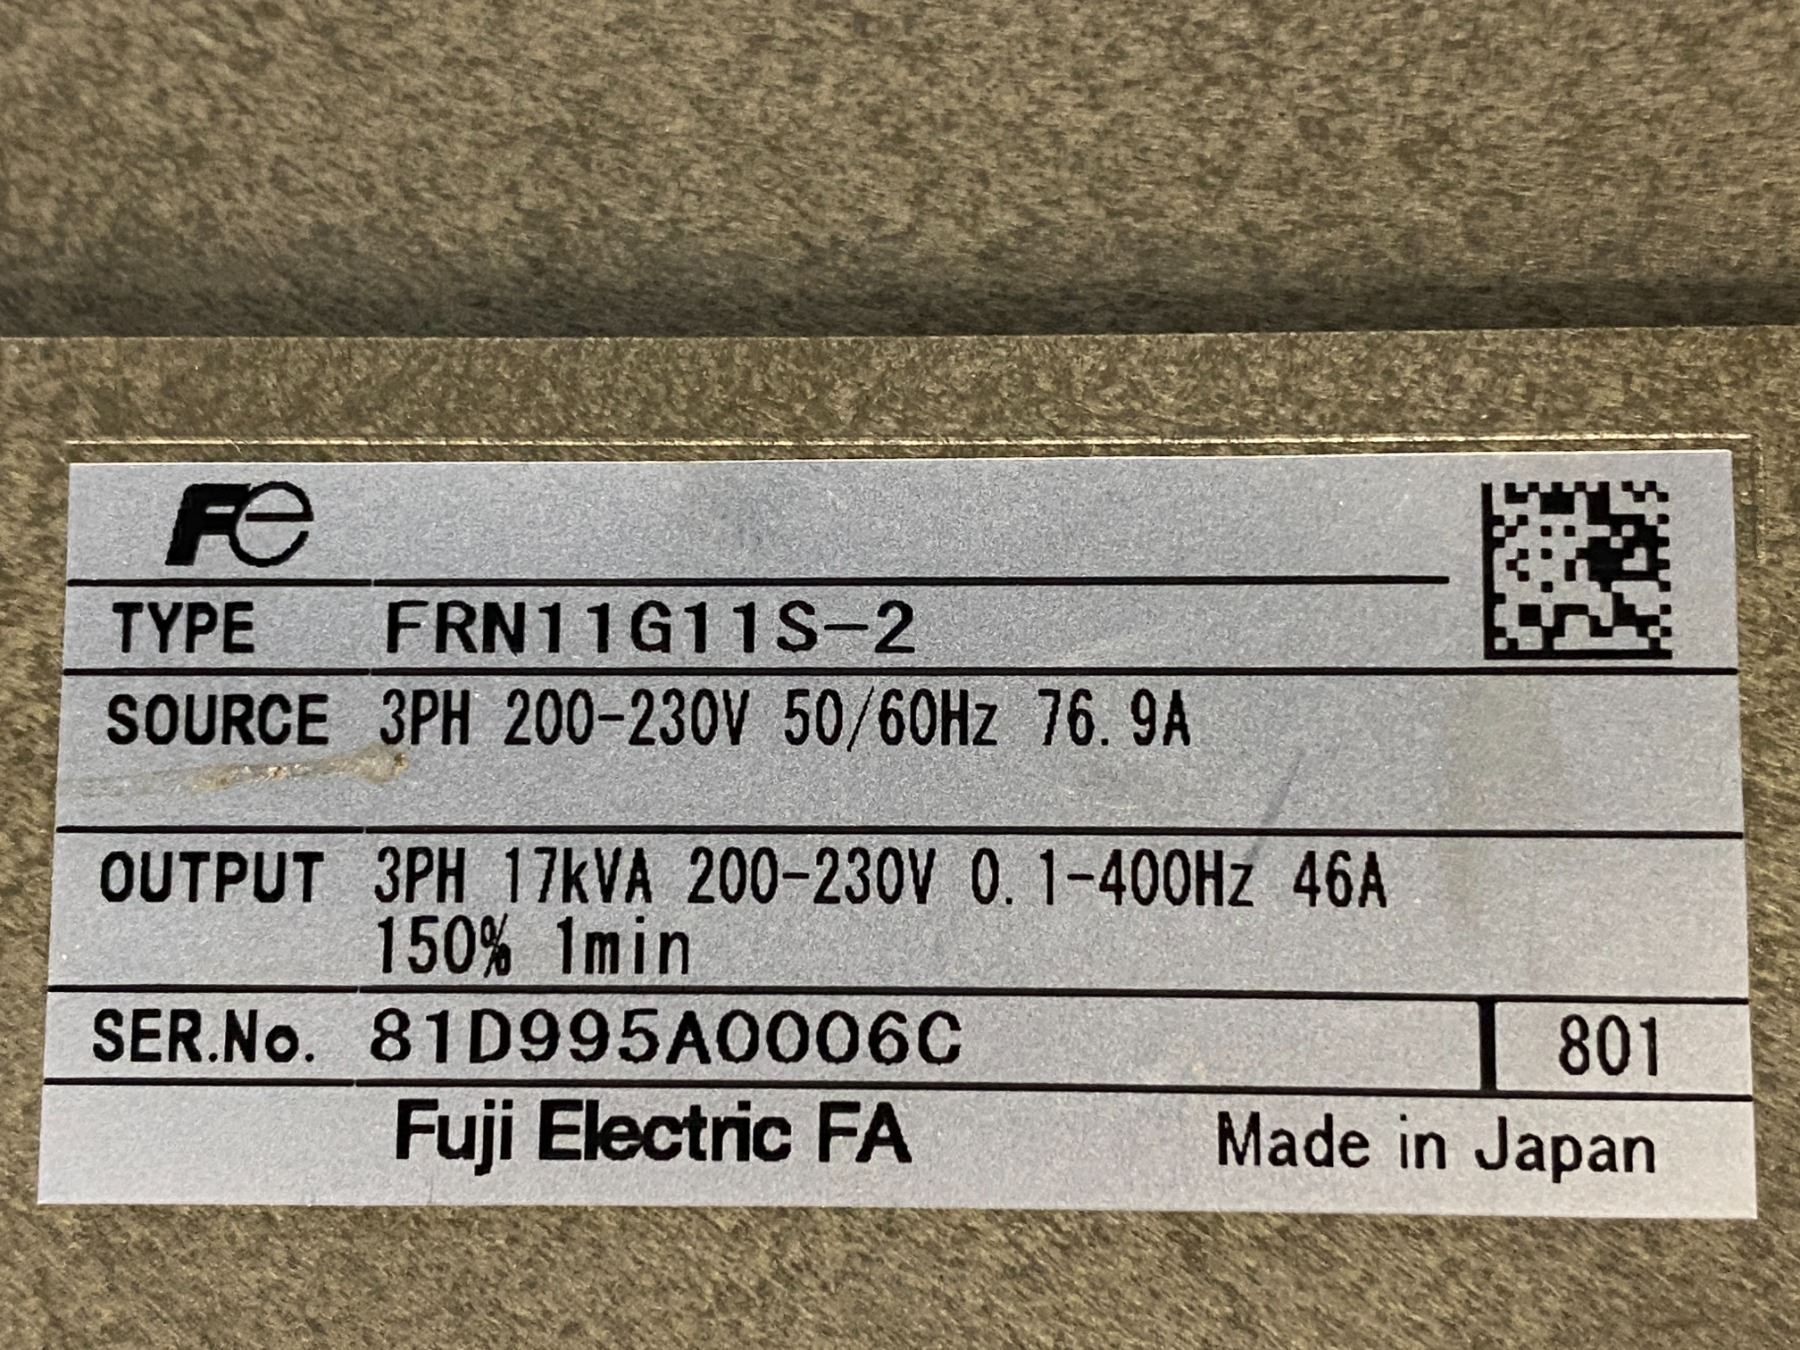 Fe
TYPE FRN11G11S-2
SOURCE 3PH 200-230V 50/60Hz 76.9A
OUTPUT 3PH 17kVA 200-230V 0.1-400Hz 46A
150% 1min
SER.No. 81D995A0006C 801
Fuji Electric FA Made in Japan